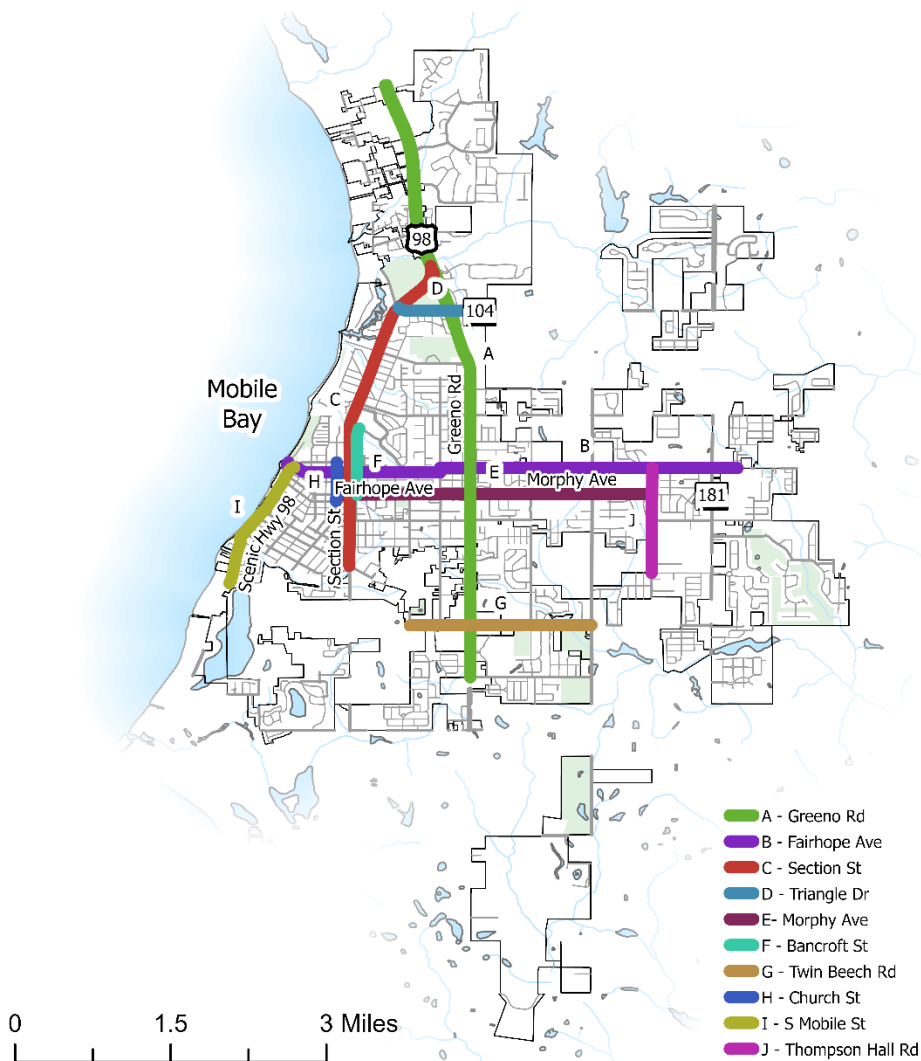 98
D
104
A
Greeno Rd
Mobile
Bay
C
B
F
E
H
Fairhope Ave
Morphy Ave
181
I
Scenic Hwy 98
Section St
G
A - Greeno Rd
B - Fairhope Ave
C - Section St
D - Triangle Dr
E- Morphy Ave
F - Bancroft St
G - Twin Beech Rd
H - Church St
I - S Mobile St
J - Thompson Hall Rd
0 1.5 3 Miles